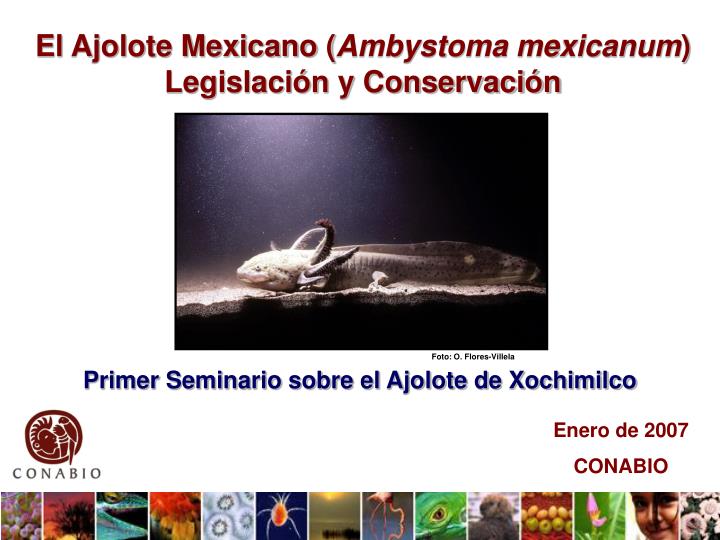 El Ajolote Mexicano (Ambystoma mexicanum)
Legislación y Conservación
Foto: O. Flores-Villela
Primer Seminario sobre el Ajolote de Xochimilco
Enero de 2007
CONABIO
CONABIO